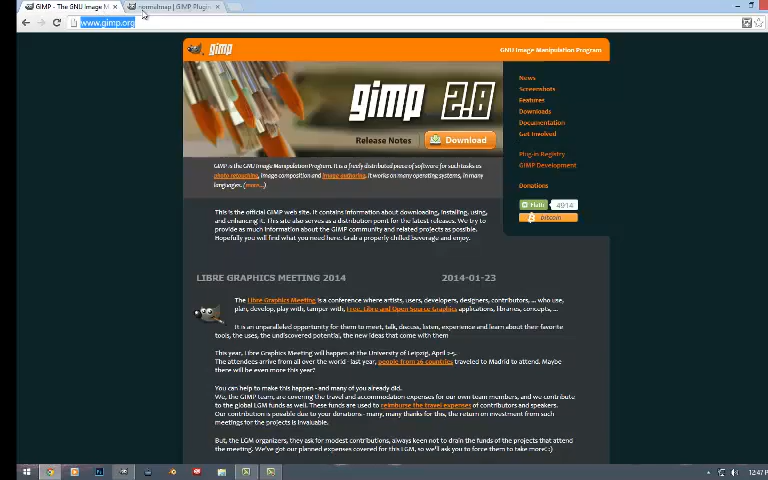 GIMP - The GNU Image M
normalmap | GIMP Plugin
www.gimp.org
gimp
GNU Image Manipulation Program
gimp 2.8
Release Notes
Download
News
Screenshots
Features
Downloads
Documentation
Get Involved
Plug-in Registry
GIMP Development
Donations
Flattr
4914
bitcoin
GIMP is the GNU Image Manipulation Program. It is a freely distributed piece of software for such tasks as
photo retouching, image composition and image authoring. It works on many operating systems, in many
languages. (more...)
This is the official GIMP web site. It contains information about downloading, installing, using,
and enhancing it. This site also serves as a distribution point for the latest releases. We try to
provide as much information about the GIMP community and related projects as possible.
Hopefully you will find what you need here. Grab a properly chilled beverage and enjoy.
LIBRE GRAPHICS MEETING 2014
2014-01-23
The Libre Graphics Meeting is a conference where artists, users, developers, designers, contributors, ... who use,
plan, develop, play with, tamper with, Free, Libre and Open Source Graphics applications, libraries, concepts, ...
It is an unparalleled opportunity for them to meet, talk, discuss, listen, experience and learn about their favorite
tools, the uses, the undiscovered potential, the new ideas that come with them
This year, Libre Graphics Meeting will happen at the University of Leipzig, April 2-5.
The attendees arrive from all over the world - last year, people from 26 countries traveled to Madrid to attend. Maybe
there will be even more this year?
You can help to make this happen - and many of you already did.
We, the GIMP team, are covering the travel and accommodation expenses for our own team members, and we contribute
to the global LGM funds as well. These funds are used to reimburse the travel expenses of contributors and speakers.
Our contribution is possible due to your donations - many, many thanks for this, the return on investment from such
meetings for the projects is invaluable.
But, the LGM organizers, they ask for modest contributions, always keen not to drain the funds of the projects that attend
the meeting. We've got our planned expenses covered for this LGM, so we'll ask you to force them to take more :)
12:47 P